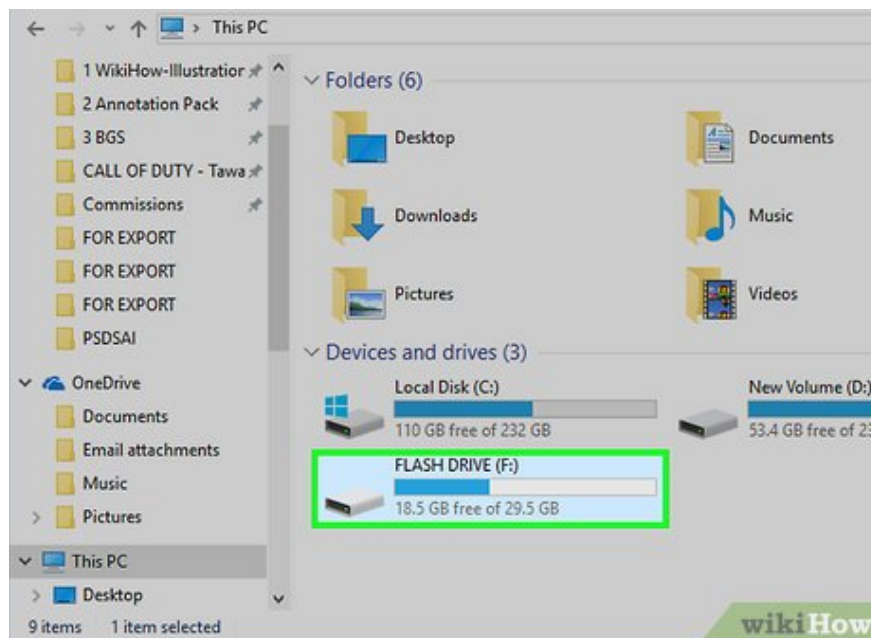 This PC
1 WikiHow-Illustratior
2 Annotation Pack
3 BGS
CALL OF DUTY - Tawa
Commissions
FOR EXPORT
FOR EXPORT
FOR EXPORT
PSDSAI
OneDrive
Documents
Email attachments
Music
Pictures
This PC
Desktop
9 items 1 item selected
Folders (6)
Desktop
Documents
Downloads
Music
Pictures
Videos
Devices and drives (3)
Local Disk (C:)
110 GB free of 232 GB
New Volume (D:)
53.4 GB free of 23
FLASH DRIVE (F:)
18.5 GB free of 29.5 GB
wikiHow